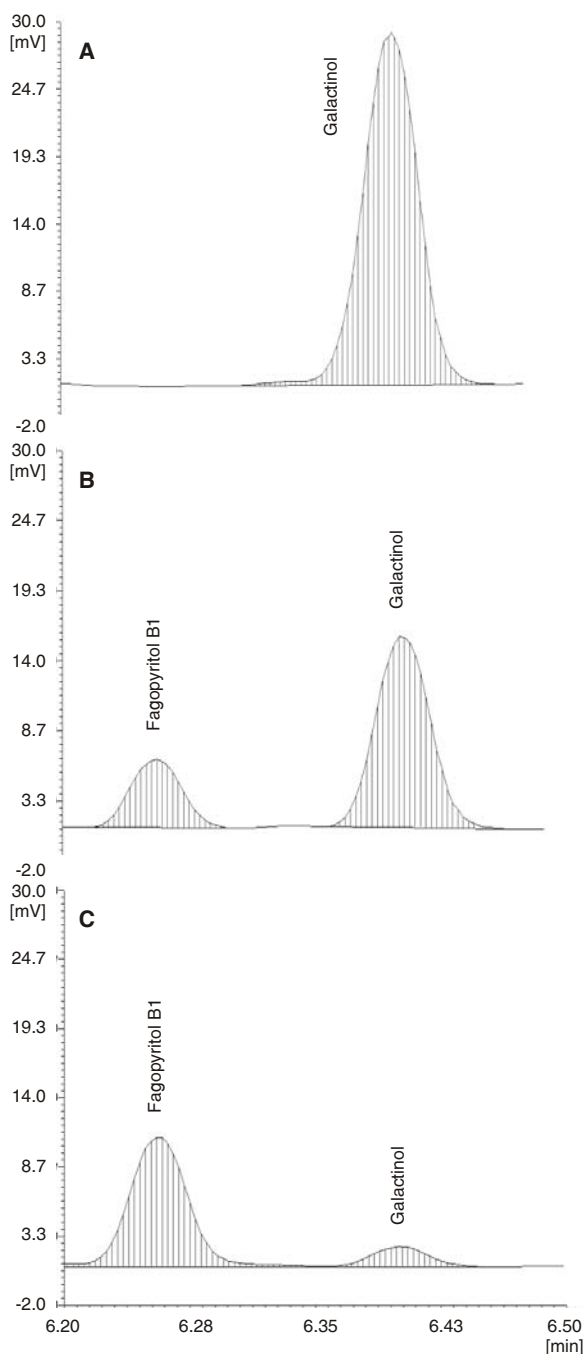 30.0
[mV]
A
24.7
Galactinol
19.3
14.0
8.7
3.3
-2.0
30.0
[mV]
B
24.7
Galactinol
19.3
Fagopyritol B1
14.0
8.7
3.3
-2.0
30.0
[mV]
C
24.7
Fagopyritol B1
19.3
14.0
Galactinol
8.7
3.3
-2.0
6.20 6.28 6.35 6.43 6.50
[min]